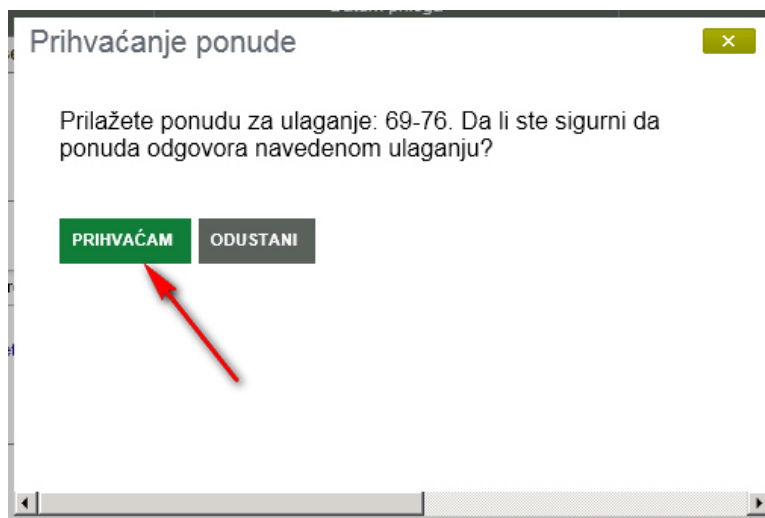 Prihvaćanje ponude
Prilažete ponudu za ulaganje: 69-76. Da li ste sigurni da
ponuda odgovora navedenom ulaganju?
PRIHVAĆAM ODUSTANI